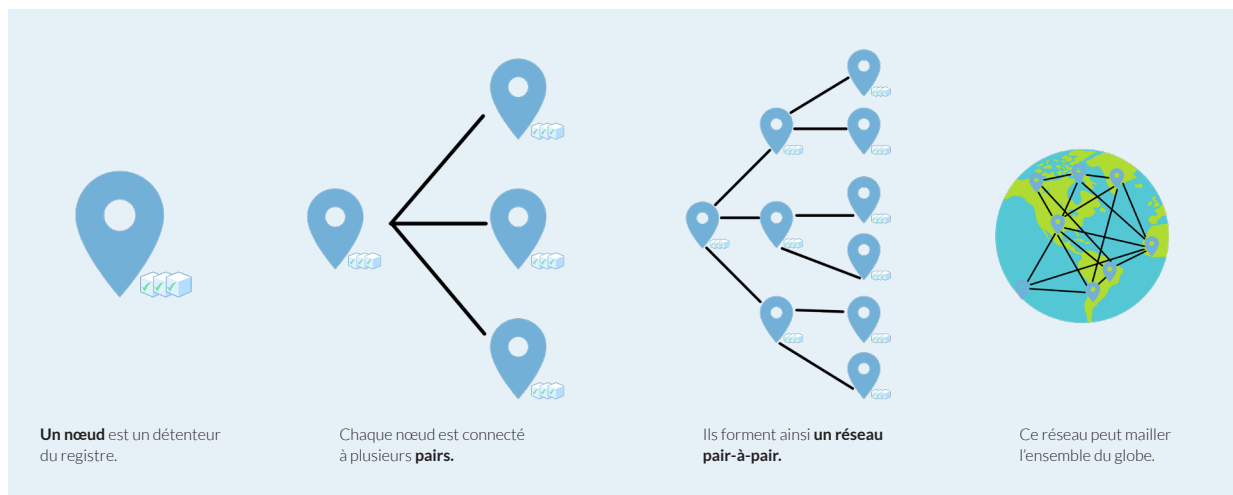 Un nœud est un détenteur
du registre.
Chaque nœud est connecté
à plusieurs pairs.
Ils forment ainsi un réseau
pair-à-pair.
Ce réseau peut mailler
l'ensemble du globe.